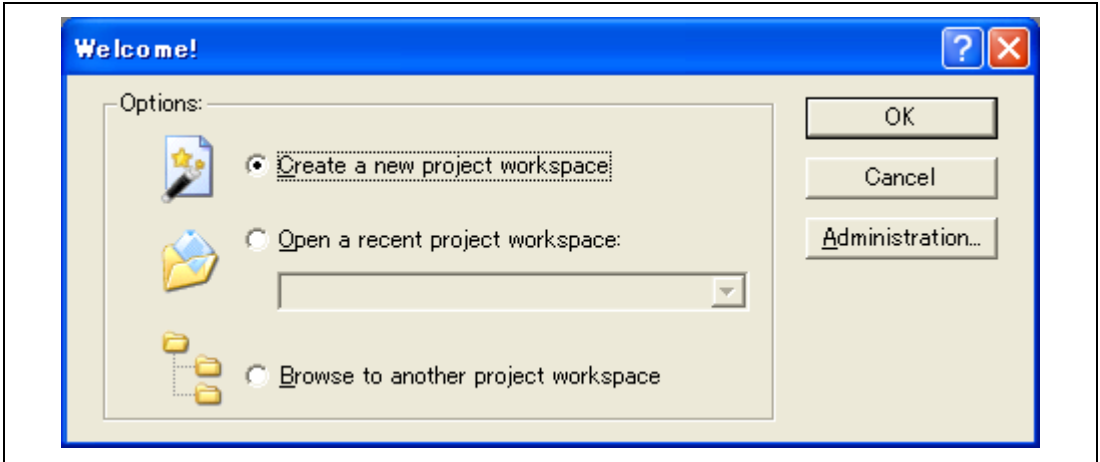 Welcome!
Options:
Create a new project workspace
Open a recent project workspace:
Browse to another project workspace
OK
Cancel
Administration...